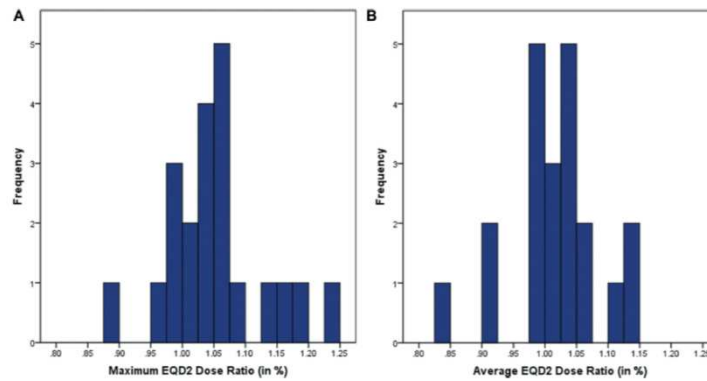 A
Frequency
5
4
3
2
1
0
.80 .85 .90 .95 1.00 1.05 1.10 1.15 1.20 1.25
Maximum EQD2 Dose Ratio (in %)
B
Frequency
5
4
3
2
1
0
.80 .85 .90 .95 1.00 1.05 1.10 1.15 1.20 1.25
Average EQD2 Dose Ratio (in %)